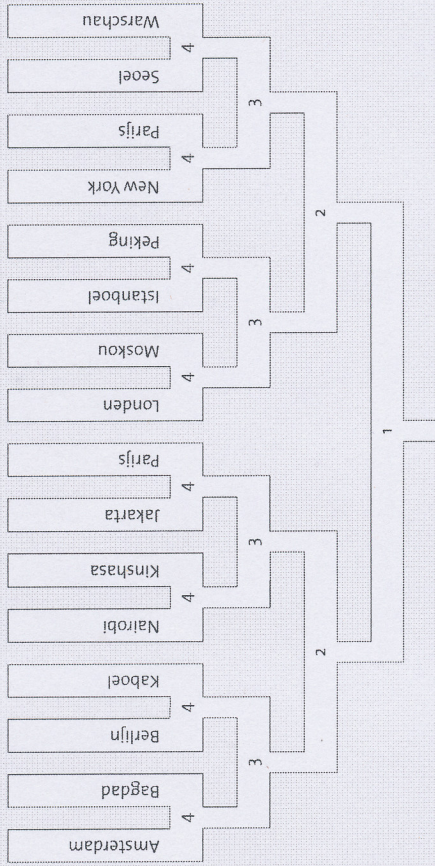 Amsterdam
4
Bagdad
3
Berlijn
4
Kaboel
2
Nairobi
4
Kinshasa
3
Jakarta
4
Parijs
1
Londen
4
Moskou
3
Istanboel
4
Peking
2
New York
4
Parijs
3
Seoel
4
Warschau